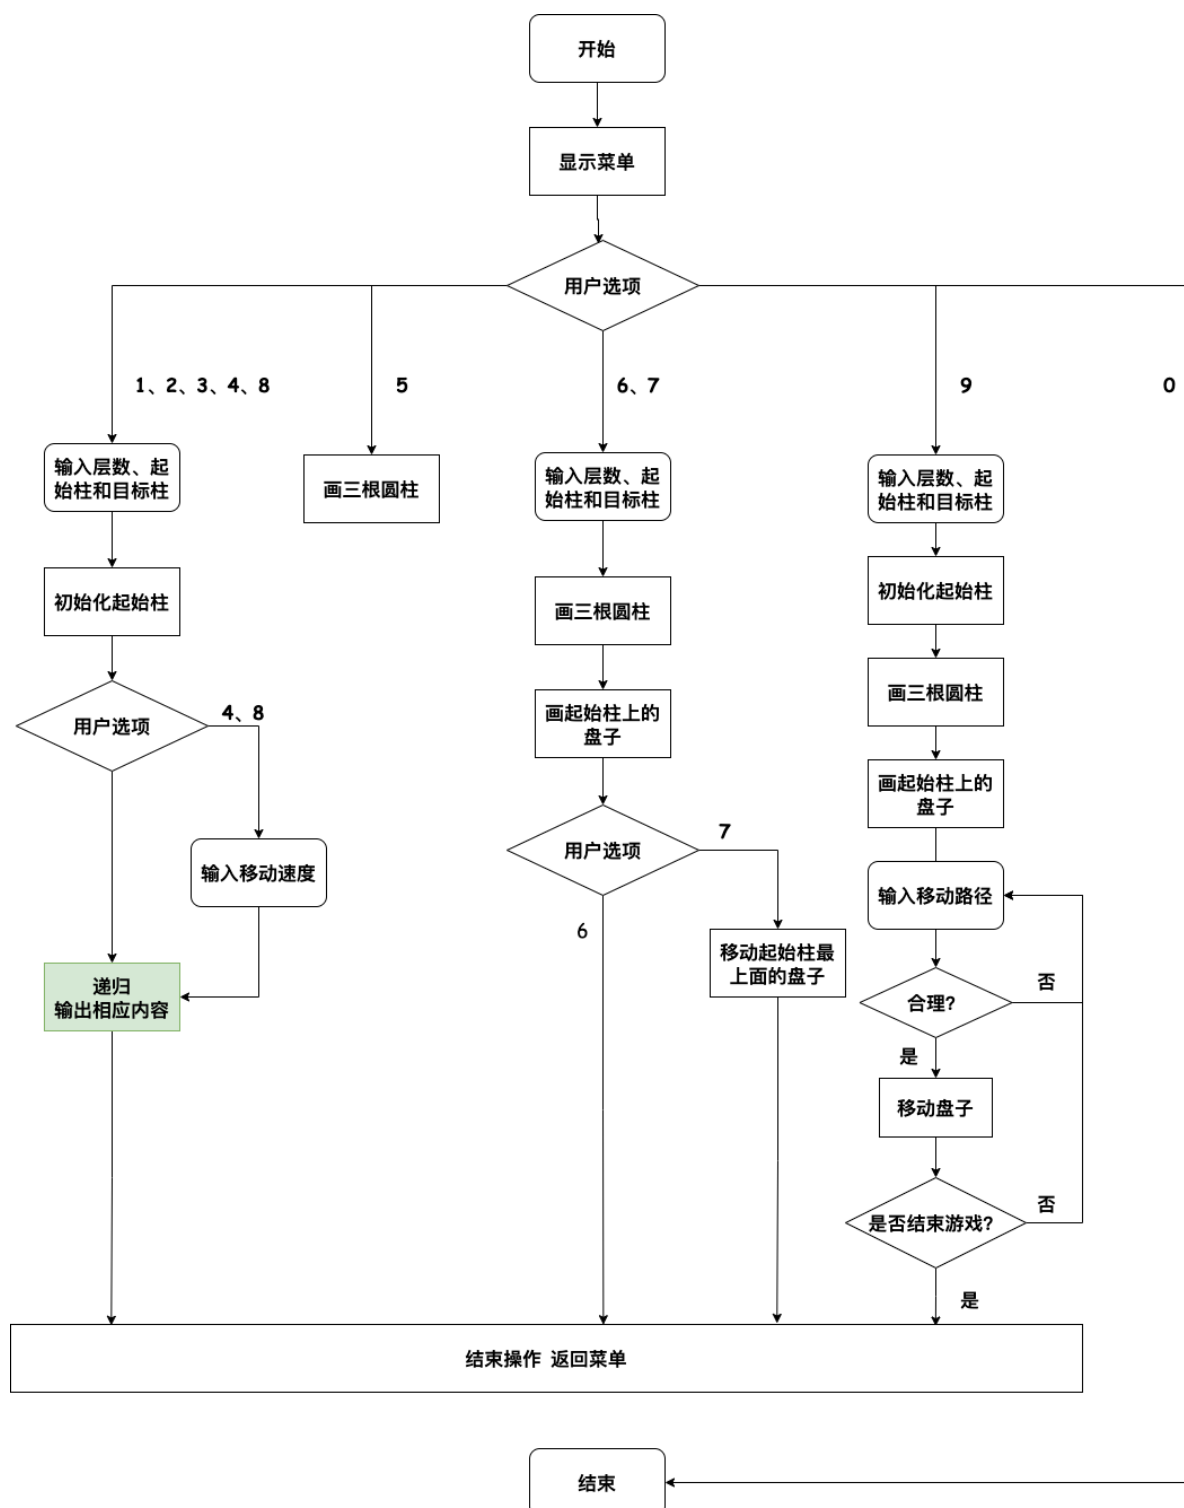 开始
显示菜单
用户选项
1、2、3、4、8
5
6、7
9
0
输入层数、起
始柱和目标柱
画三根圆柱
输入层数、起
始柱和目标柱
输入层数、起
始柱和目标柱
初始化起始柱
画三根圆柱
初始化起始柱
用户选项
4、8
画起始柱上的
盘子
画三根圆柱
输入移动速度
用户选项
7
6
画起始柱上的
盘子
输入移动路径
递归
输出相应内容
移动起始柱最
上面的盘子
合理?
否
是
移动盘子
是否结束游戏?
否
是
结束操作 返回菜单
结束